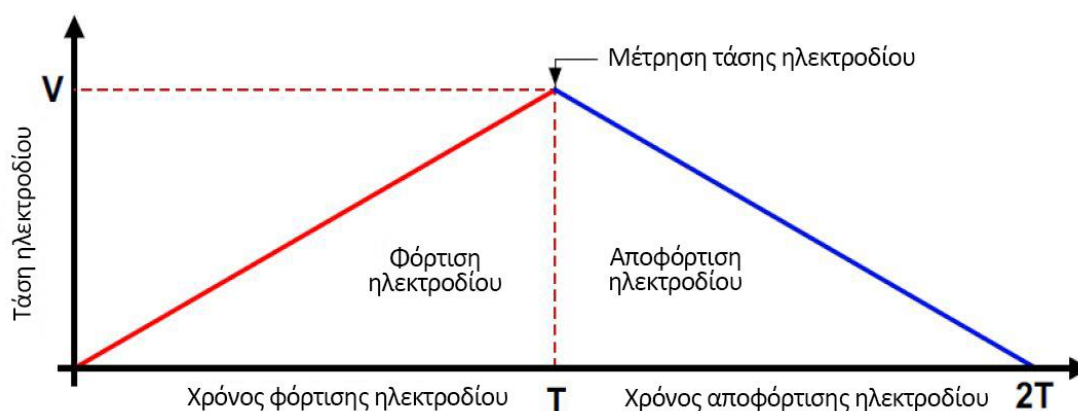 Μέτρηση τάσης ηλεκτροδίου
V
Τάση ηλεκτροδίου
Φόρτιση
ηλεκτροδίου
Αποφόρτιση
ηλεκτροδίου
Χρόνος φόρτισης ηλεκτροδίου
T
Χρόνος αποφόρτισης ηλεκτροδίου
2T